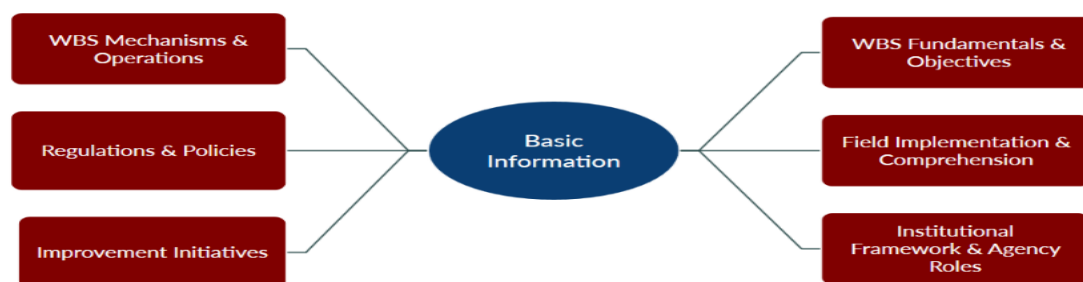 WBS Mechanisms &
Operations
Regulations & Policies
Improvement Initiatives
Basic
Information
WBS Fundamentals &
Objectives
Field Implementation &
Comprehension
Institutional
Framework & Agency
Roles